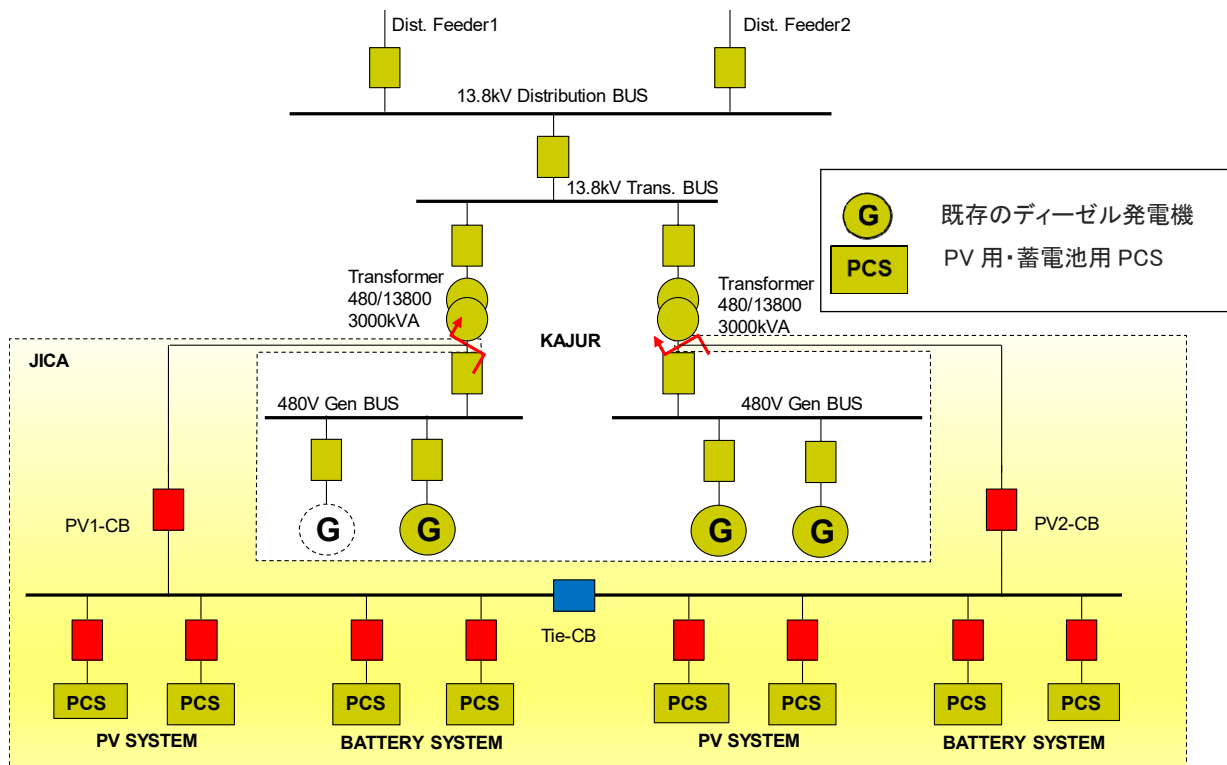 Dist. Feeder1
Dist. Feeder2
13.8kV Distribution BUS
13.8kV Trans. BUS
G
既存のディーゼル発電機
PCS
PV 用・蓄電池用 PCS
Transformer
480/13800
3000kVA
Transformer
480/13800
3000kVA
KAJUR
JICA
480V Gen BUS
480V Gen BUS
G
G
G
G
PV1-CB
PV2-CB
Tie-CB
PCS
PCS
PCS
PCS
PCS
PCS
PCS
PCS
PV SYSTEM
BATTERY SYSTEM
PV SYSTEM
BATTERY SYSTEM